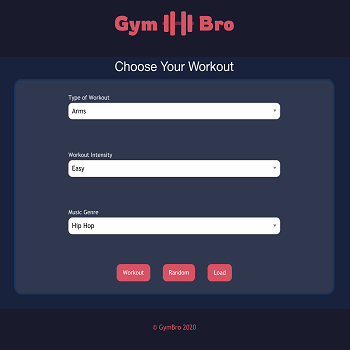 Gym Bro
Choose Your Workout
Type of Workout
Arms
Workout Intensity
Easy
Music Genre
Hip Hop
Workout Random Load
© GymBro 2020